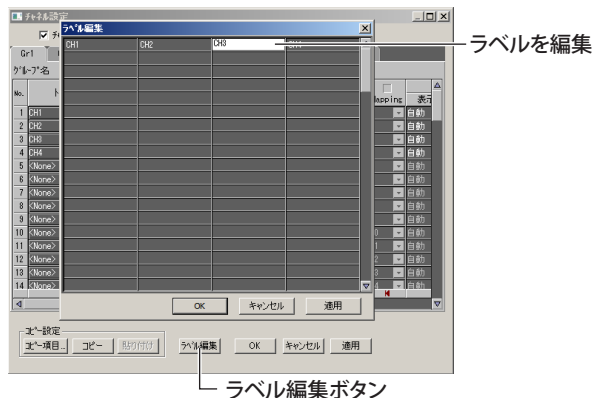 チャネル設定
ラベル編集
CH1 CH2 CH3 CH4
ラベルを編集
Gr1
グループ名
No.
Mapping 表示
1 CH1 自動
2 CH2 自動
3 CH3 自動
4 CH4 自動
5 <None> 自動
6 <None> 自動
7 <None> 自動
8 <None> 自動
9 <None> 自動
10 <None> 自動
11 <None> 自動
12 <None> 自動
13 <None> 自動
14 <None> 自動
OK キャンセル 適用
コピー設定
コピー項目... コピー 貼り付け ラベル編集 OK キャンセル 適用
ラベル編集ボタン